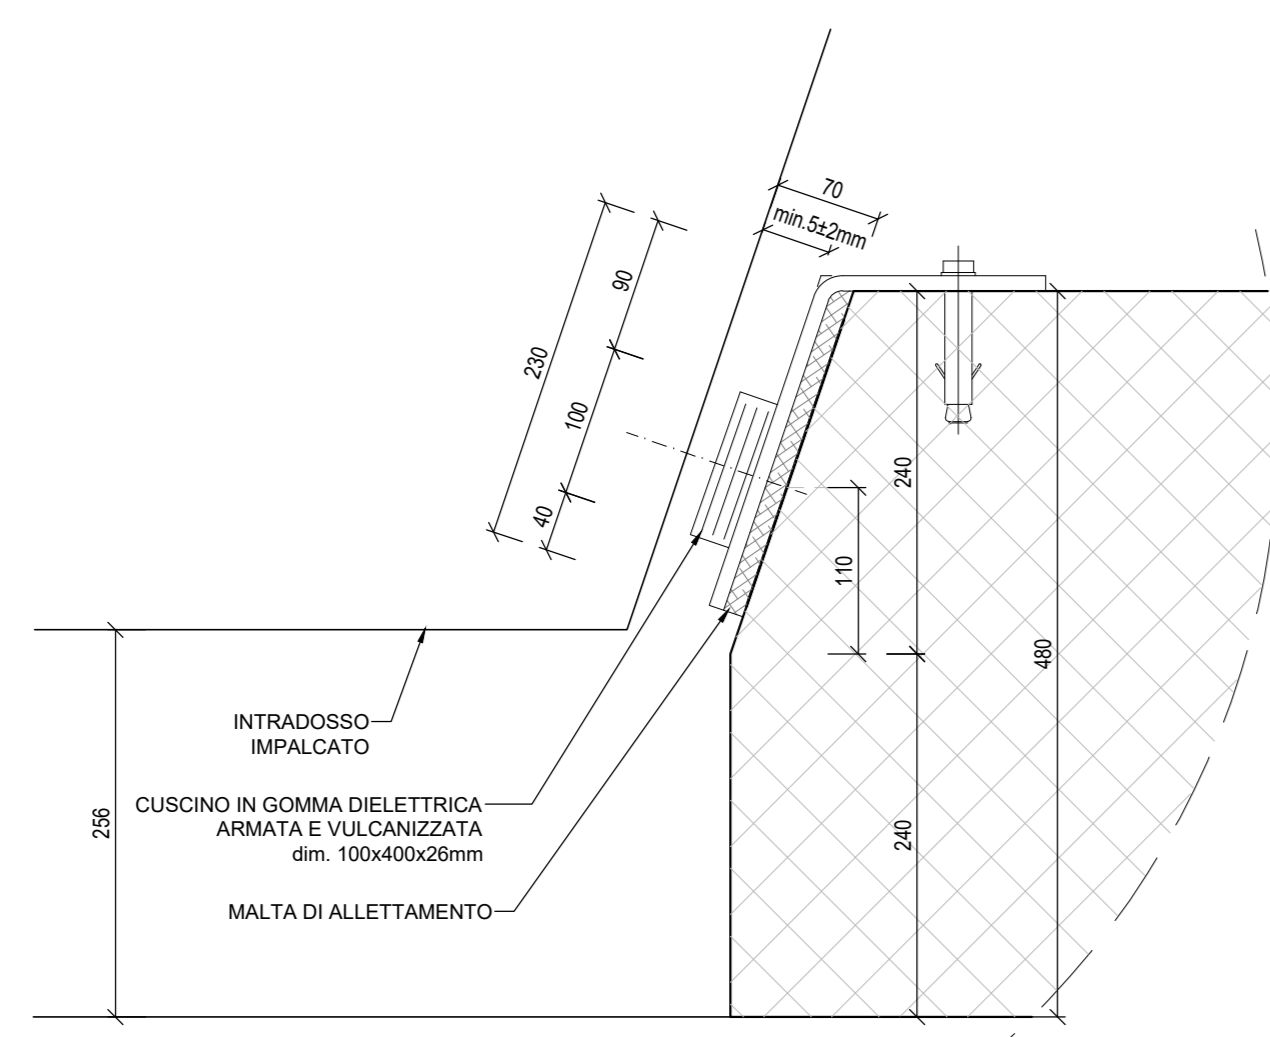 70
min.5±2mm
90
230
100
40
240
110
480
INTRADOSSO
IMPALCATO
CUSCINO IN GOMMA DIELETTRICA
ARMATA E VULCANIZZATA
dim. 100x400x26mm
256
240
MALTA DI ALLETTAMENTO